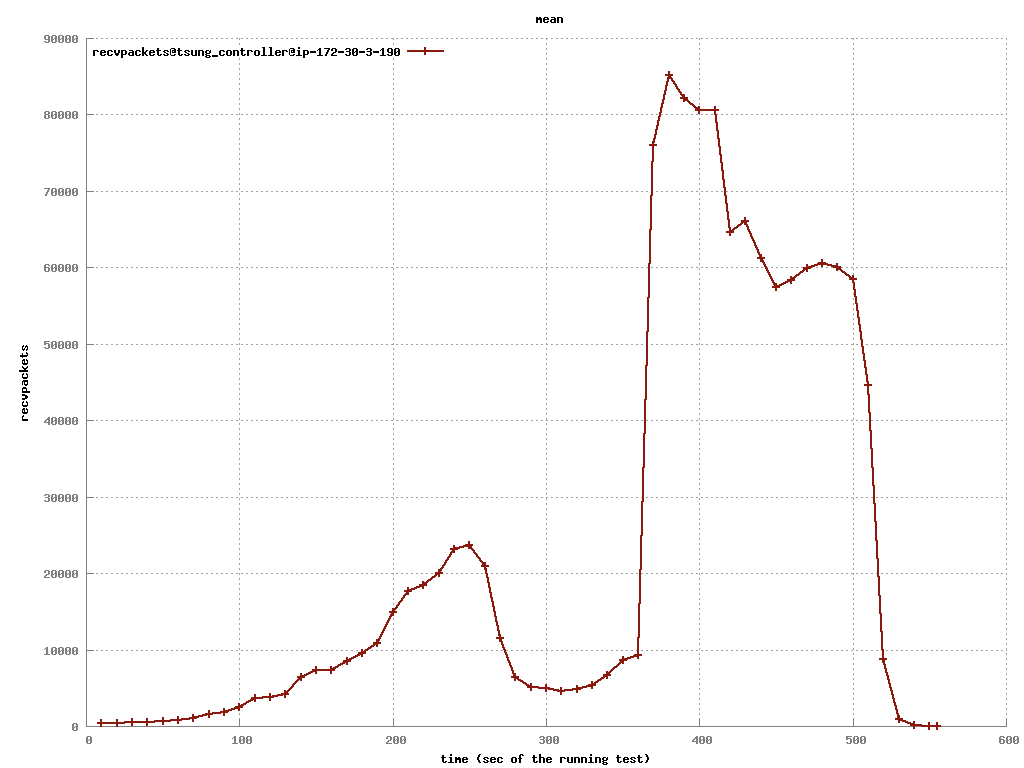 mean
90000
recvpackets@tsung_controller@ip-172-30-3-190
80000
70000
60000
50000
recvpackets
40000
30000
20000
10000
0
0 100 200 300 400 500 600
time (sec of the running test)